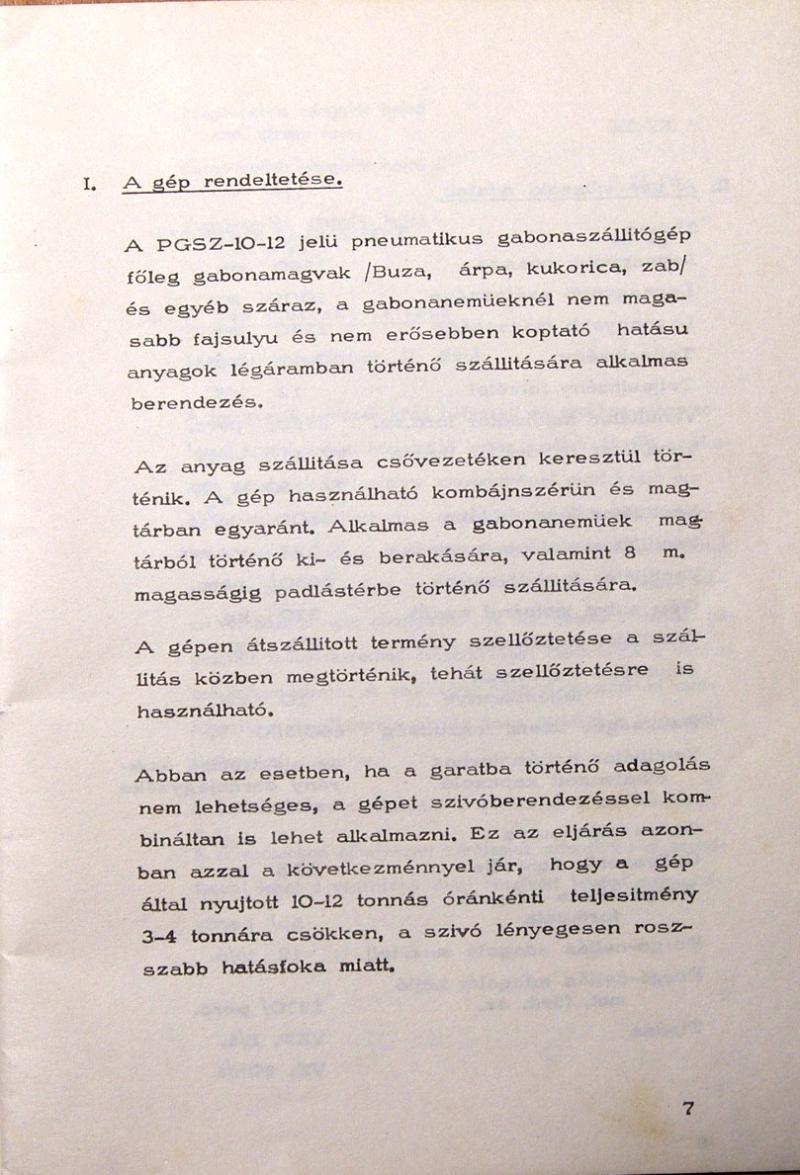 I. A gép rendeltetése.
A PGSZ-10-12 jelü pneumatikus gabonaszállitógép
főleg gabonamagvak /Buza, árpa, kukorica, zab/
és egyéb száraz, a gabonanemüeknél nem maga-
sabb fajsulyu és nem erősebben koptató hatásu
anyagok légáramban történő szállitására alkalmas
berendezés.
Az anyag szállitása csővezetéken keresztül tör-
ténik. A gép használható kombájnszérün és mag-
tárban egyaránt. Alkalmas a gabonanemüek mag-
tárból történő ki- és berakására, valamint 8 m.
magasságig padlástérbe történő szállitására.
A gépen átszállitott termény szellőztetése a szál-
litás közben megtörténik, tehát szellőztetésre is
használható.
Abban az esetben, ha a garatba történő adagolás
nem lehetséges, a gépet szivóberendezéssel kom-
bináltan is lehet alkalmazni. Ez az eljárás azon-
ban azzal a következménnyel jár, hogy a gép
által nyujtott 10-12 tonnás óránkénti teljesitmény
3-4 tonnára csökken, a szivó lényegesen rosz-
szabb hatásfoka miatt.
7